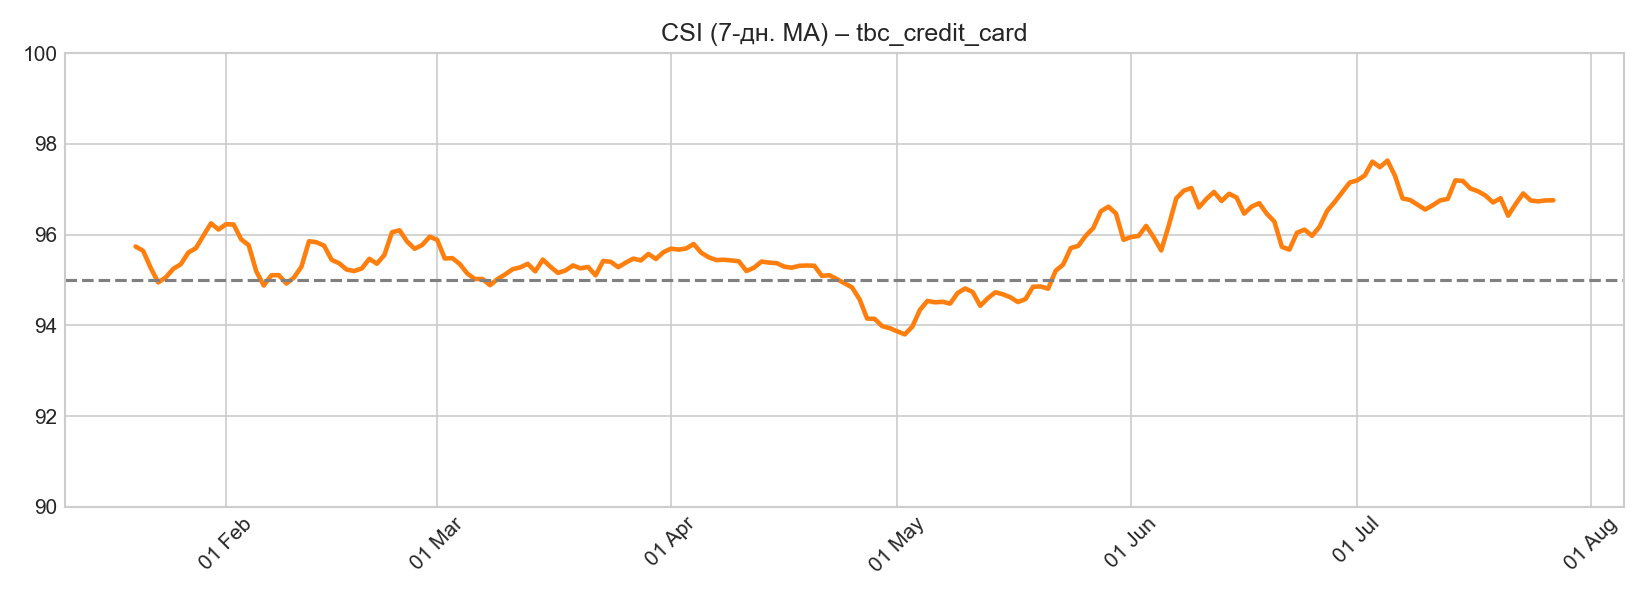 CSI (7-дн. MA) – tbc_credit_card
100
98
96
94
92
90
01 Feb
01 Mar
01 Apr
01 May
01 Jun
01 Jul
01 Aug